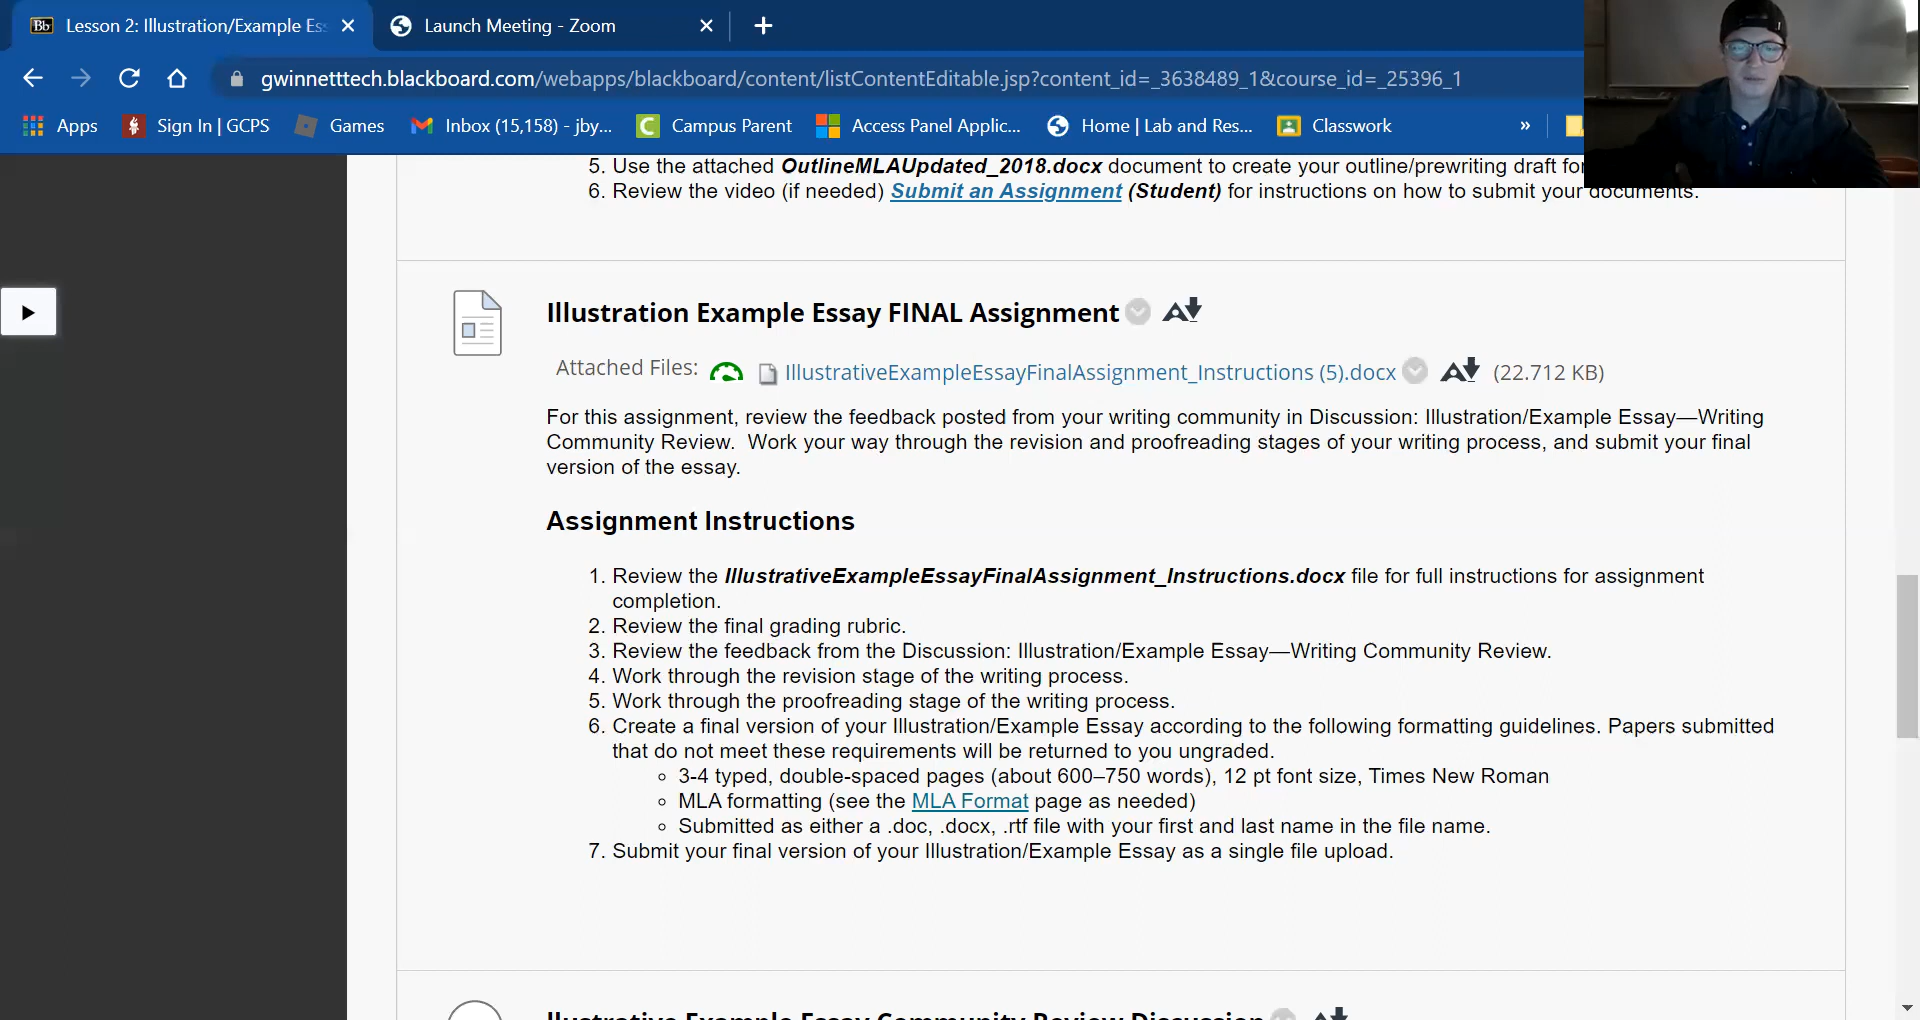 Bb Lesson 2: Illustration/Example Es
Launch Meeting - Zoom
gwinnetttech.blackboard.com/webapps/blackboard/content/listContentEditable.jsp?content_id=_3638489_1&course_id=_25396_1
Apps Sign In | GCPS Games Inbox (15,158) - jby... Campus Parent Access Panel Applic... Home | Lab and Res... Classwork »
5. Use the attached OutlineMLAUpdated_2018.docx document to create your outline/prewriting draft for
6. Review the video (if needed) Submit an Assignment (Student) for instructions on how to submit your documents.
Illustration Example Essay FINAL Assignment
Attached Files: IllustrativeExampleEssayFinalAssignment_Instructions (5).docx (22.712 KB)
For this assignment, review the feedback posted from your writing community in Discussion: Illustration/Example Essay—Writing
Community Review. Work your way through the revision and proofreading stages of your writing process, and submit your final
version of the essay.
Assignment Instructions
1. Review the IllustrativeExampleEssayFinalAssignment_Instructions.docx file for full instructions for assignment
completion.
2. Review the final grading rubric.
3. Review the feedback from the Discussion: Illustration/Example Essay—Writing Community Review.
4. Work through the revision stage of the writing process.
5. Work through the proofreading stage of the writing process.
6. Create a final version of your Illustration/Example Essay according to the following formatting guidelines. Papers submitted
that do not meet these requirements will be returned to you ungraded.
◦ 3-4 typed, double-spaced pages (about 600–750 words), 12 pt font size, Times New Roman
◦ MLA formatting (see the MLA Format page as needed)
◦ Submitted as either a .doc, .docx, .rtf file with your first and last name in the file name.
7. Submit your final version of your Illustration/Example Essay as a single file upload.
Illustrative Example Essay Community Review Discussion